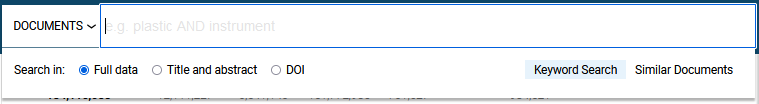 DOCUMENTS e.g. plastic AND instrument
Search in: Full data Title and abstract DOI Keyword Search Similar Documents